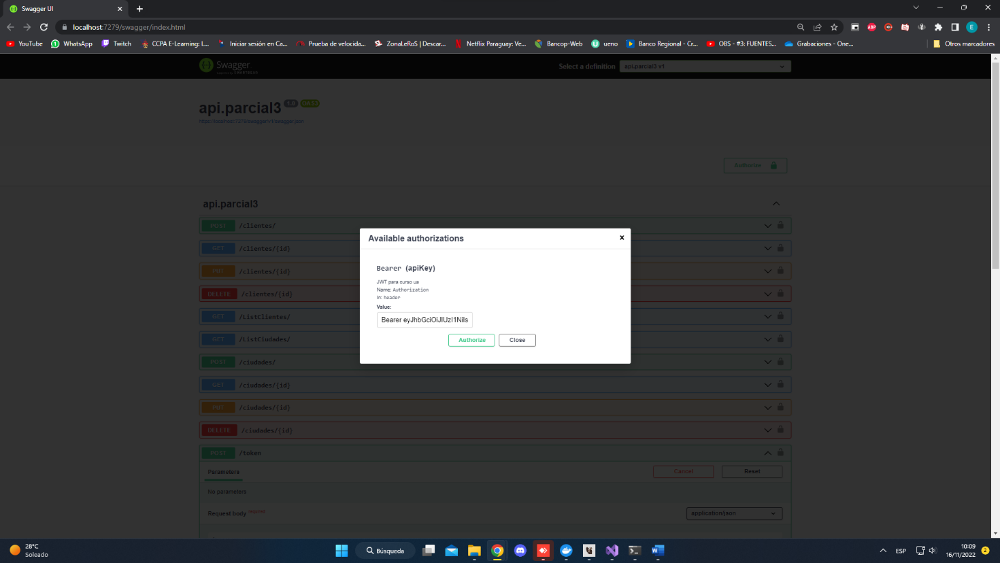 Swagger UI
localhost:7279/swagger/index.html
YouTube WhatsApp Twitch CCPA E-Learning: L... Iniciar sesión en Ca... Prueba de velocida... ZonaLeRoS | Descar... Netflix Paraguay: Ve... Bancop-Web ueno Banco Regional - Cr... OBS - #3: FUENTES... Grabaciones - One... Otros marcadores
Swagger Select a definition api.parcial3 v1
api.parcial3 1.0 OAS3
https://localhost:7279/swagger/v1/swagger.json
Authorize
api.parcial3
POST /clientes/
GET /clientes/{id}
PUT /clientes/{id}
DELETE /clientes/{id}
GET /ListClientes/
GET /ListCiudades/
POST /ciudades/
GET /ciudades/{id}
PUT /ciudades/{id}
DELETE /ciudades/{id}
POST /token
Parameters Cancel Reset
No parameters
Request body required application/json
Available authorizations
Bearer (apiKey)
JWT para curso ua
Name: Authorization
In: header
Value:
Bearer eyJhbGciOiJIUzI1NiIs
Authorize Close
28°C
Soleado
Búsqueda
ESP
10:09
16/11/2022
2